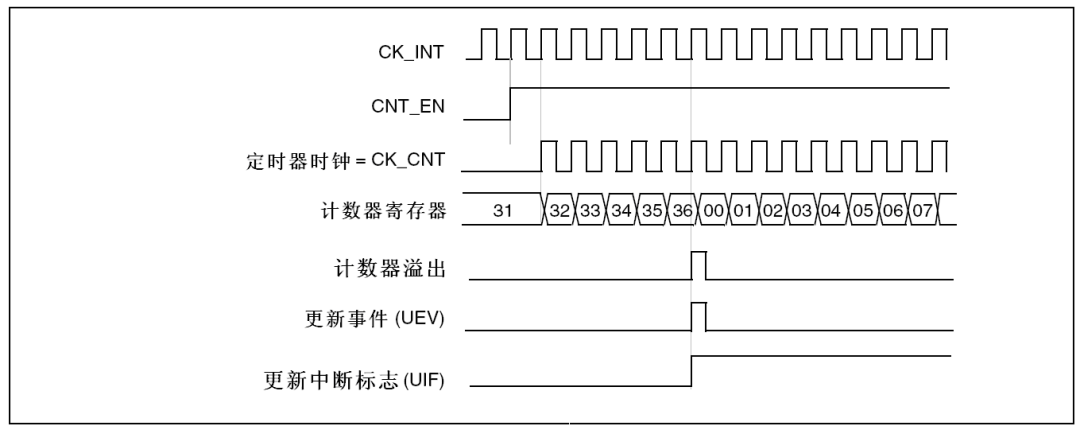 CK_INT
CNT_EN
定时器时钟 = CK_CNT
计数器寄存器 31 32 33 34 35 36 00 01 02 03 04 05 06 07
计数器溢出
更新事件 (UEV)
更新中断标志 (UIF)